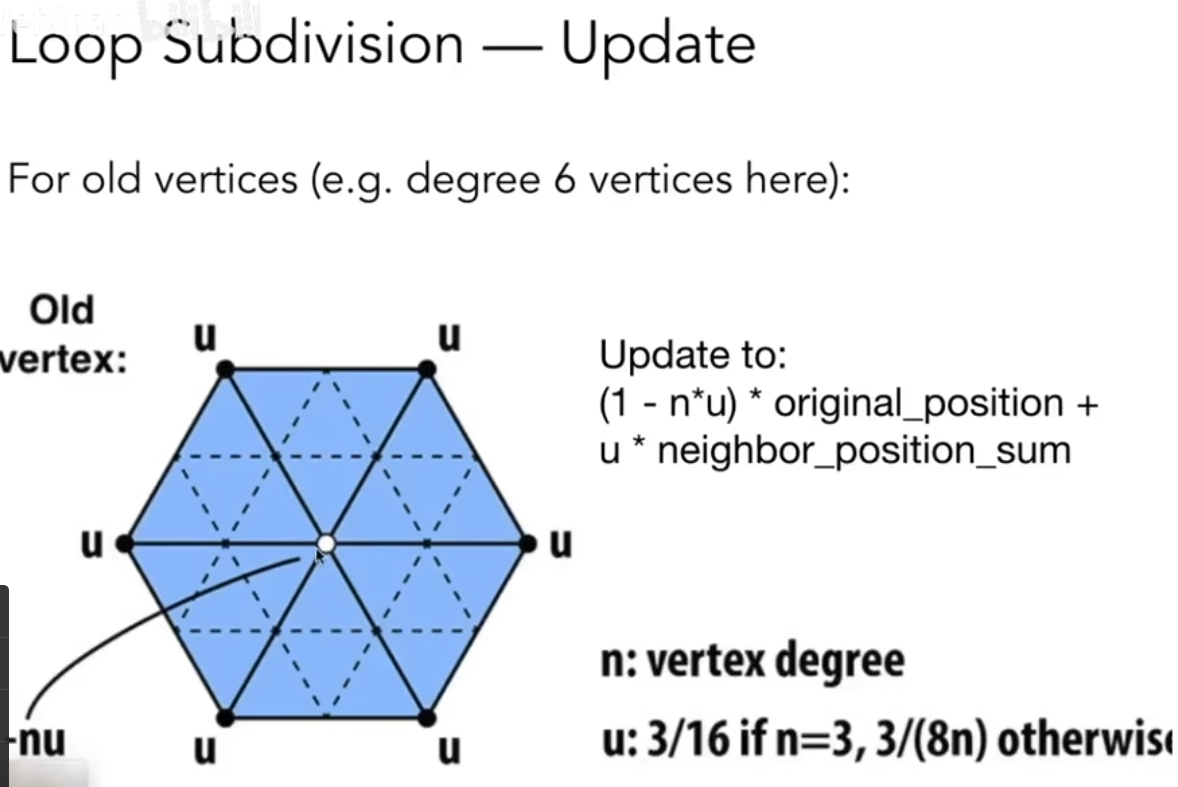 Loop Subdivision — Update
For old vertices (e.g. degree 6 vertices here):
Old
vertex:
u
u
u
u
u
u
-nu
Update to:
(1 - n*u) * original_position +
u * neighbor_position_sum
n: vertex degree
u: 3/16 if n=3, 3/(8n) otherwise